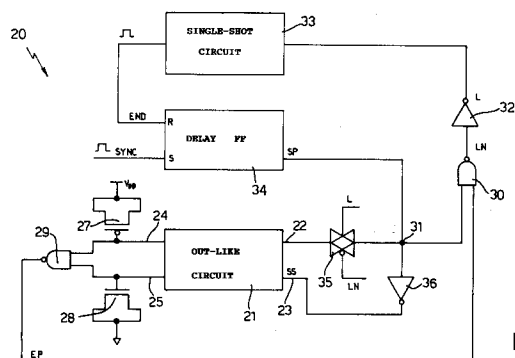 20
SINGLE-SHOT
CIRCUIT
33
L
32
LN
END
R
DELAY FF
SYNC
S
SP
34
30
VDD
27
24
29
OUT-LIKE
CIRCUIT
22
L
31
35
LN
36
25
SS
23
28
21
EP